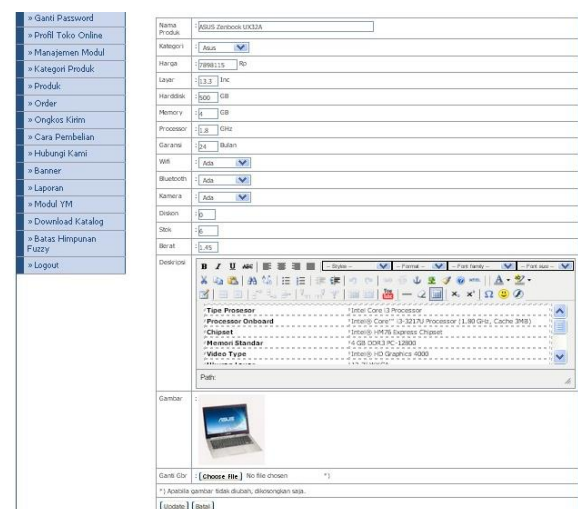 » Ganti Password
» Profil Toko Online
» Manajemen Modul
» Kategori Produk
» Produk
» Order
» Ongkos Kirim
» Cara Pembelian
» Hubungi Kami
» Banner
» Laporan
» Modul YM
» Download Katalog
» Batas Himpunan
Fuzzy
» Logout
Nama
Produk : ASUS Zenbook UX32A
Kategori : Asus
Harga : 7898115 Rp
Layar : 13.3 Inc
Harddisk : 500 GB
Memory : 4 GB
Processor : 1.8 GHz
Garansi : 24 Bulan
Wifi : Ada
Bluetooth : Ada
Kamera : Ada
Diskon : 0
Stok : 6
Berat : 1.45
Deskripsi
B I U ABC -- Styles -- -- Format -- -- Font family -- -- Font size --
Tipe Prosesor Intel Core i3 Processor
Processor Onboard Intel® Core™ i3-3217U Processor (1.80 GHz, Cache 3MB)
Chipset Intel® HM76 Express Chipset
Memori Standar 4 GB DDR3 PC-12800
Video Type Intel® HD Graphics 4000
Path:
Gambar :
Ganti Gbr : Choose File No file chosen *)
*) Apabila gambar tidak diubah, dikosongkan saja.
Update Batal